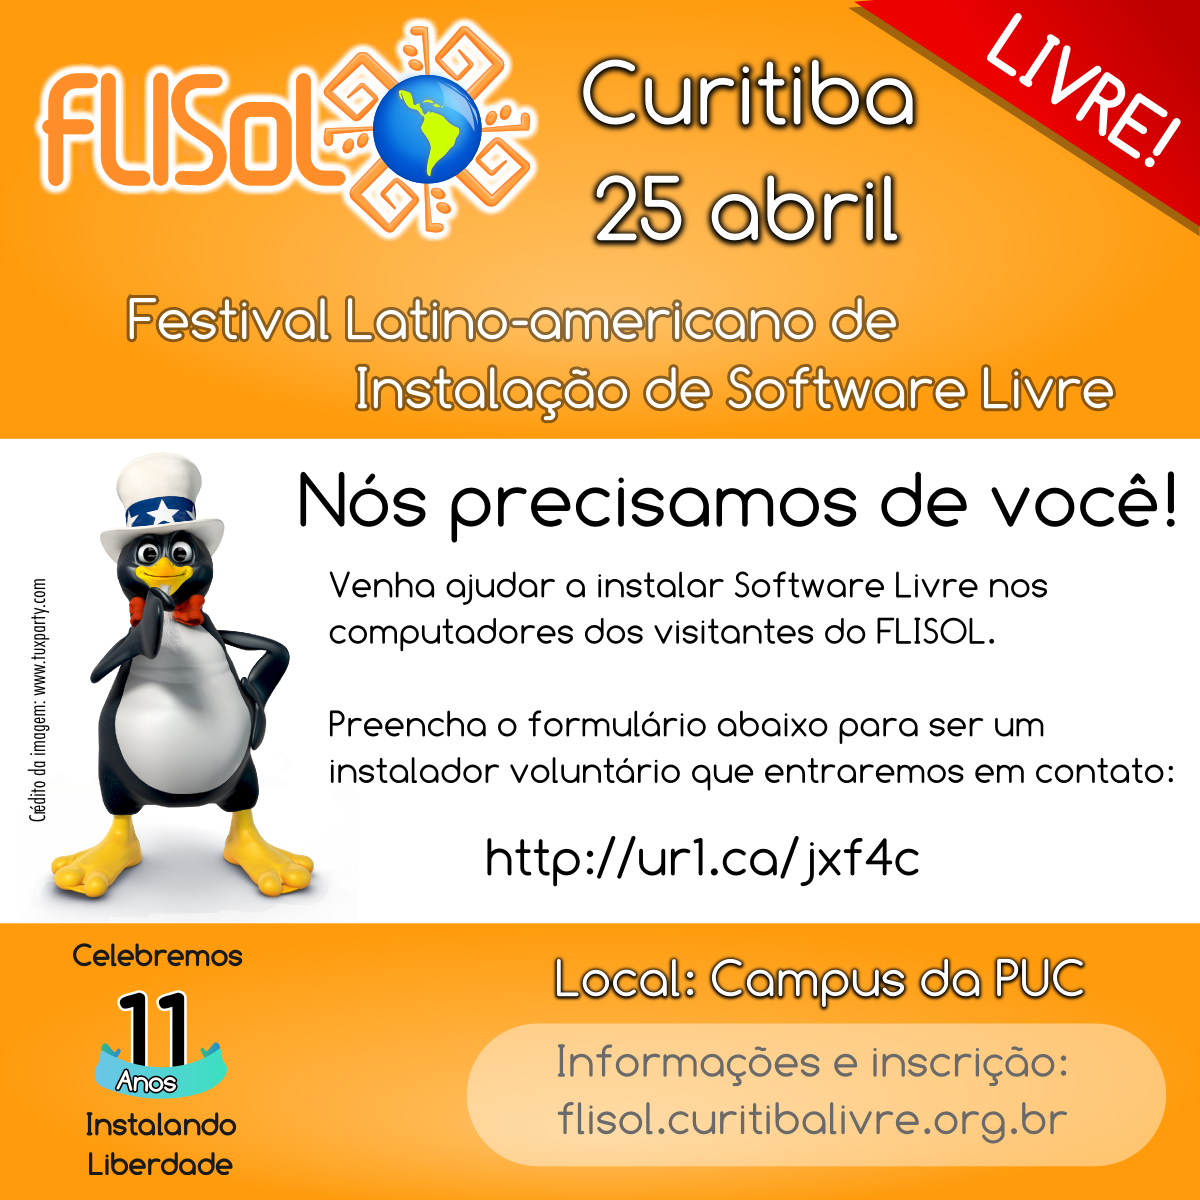 fLISoL
Curitiba
25 abril
LIVRE!
Festival Latino-americano de
Instalação de Software Livre
Nós precisamos de você!
Venha ajudar a instalar Software Livre nos
computadores dos visitantes do FLISOL.
Preencha o formulário abaixo para ser um
instalador voluntário que entraremos em contato:
http://ur1.ca/jxf4c
Crédito da imagem: www.tuxparty.com
Celebremos
11
Anos
Instalando
Liberdade
Local: Campus da PUC
Informações e inscrição:
flisol.curitibalivre.org.br